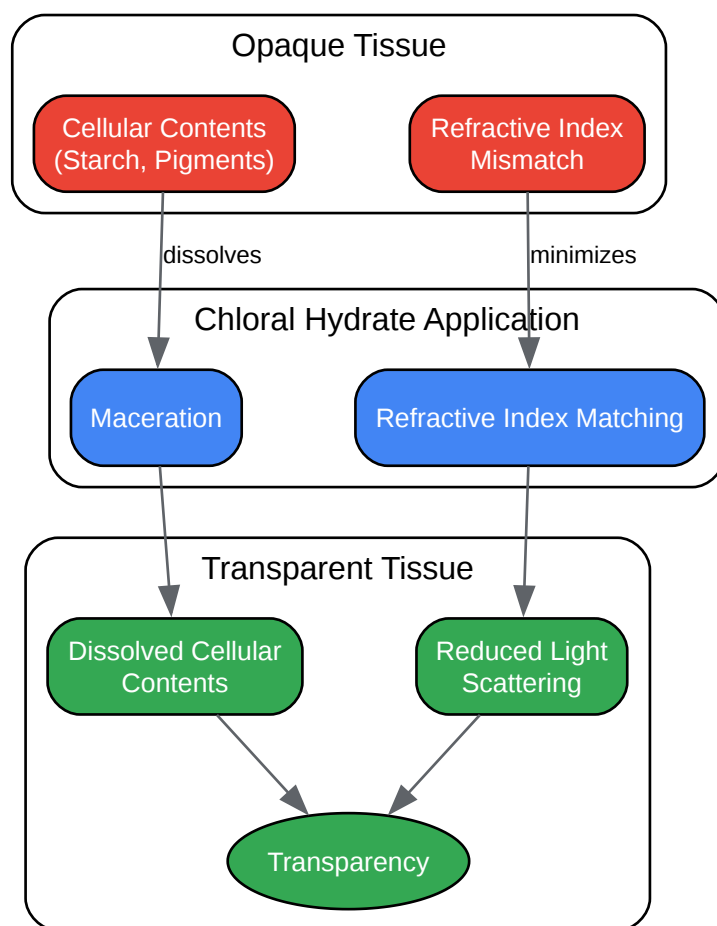 Opaque Tissue
Cellular Contents
(Starch, Pigments)
Refractive Index
Mismatch
dissolves
minimizes
Chloral Hydrate Application
Maceration
Refractive Index Matching
Transparent Tissue
Dissolved Cellular
Contents
Reduced Light
Scattering
Transparency